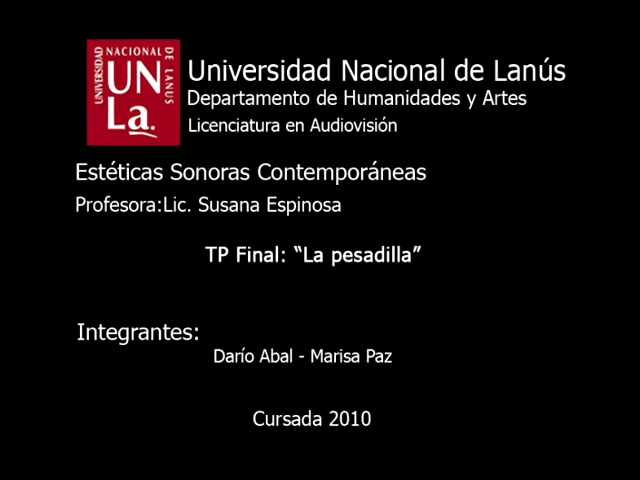 UNIVERSIDAD NACIONAL DE LANUS
UN
La.
Universidad Nacional de Lanús
Departamento de Humanidades y Artes
Licenciatura en Audiovisión
Estéticas Sonoras Contemporáneas
Profesora:Lic. Susana Espinosa
TP Final: “La pesadilla”
Integrantes:
Darío Abal - Marisa Paz
Cursada 2010